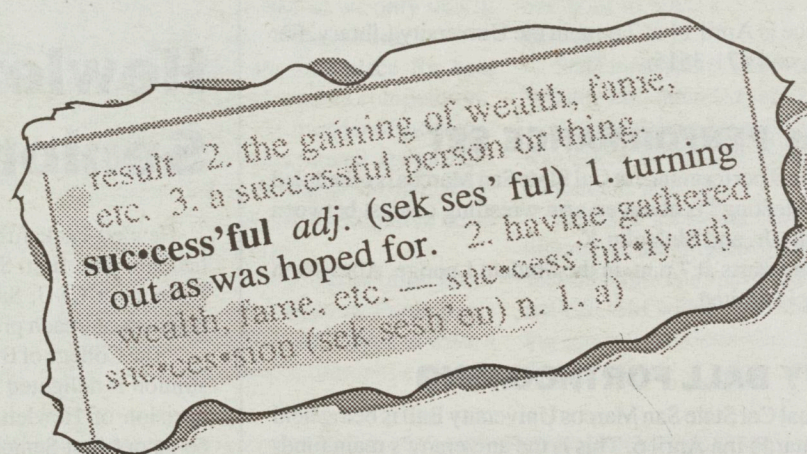 result 2. the gaining of wealth, fame,
etc. 3. a successful person or thing.
suc•cess’ful adj. (sek ses’ ful) 1. turning
out as was hoped for. 2. havine gathered
wealth, fame, etc. — suc•cess’ ful•ly adj
suc•ces•sion (sek sesh’en) n. 1. a)